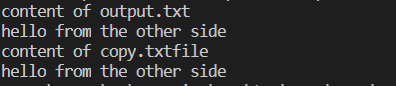 content of output.txt
hello from the other side
content of copy.txtfile
hello from the other side